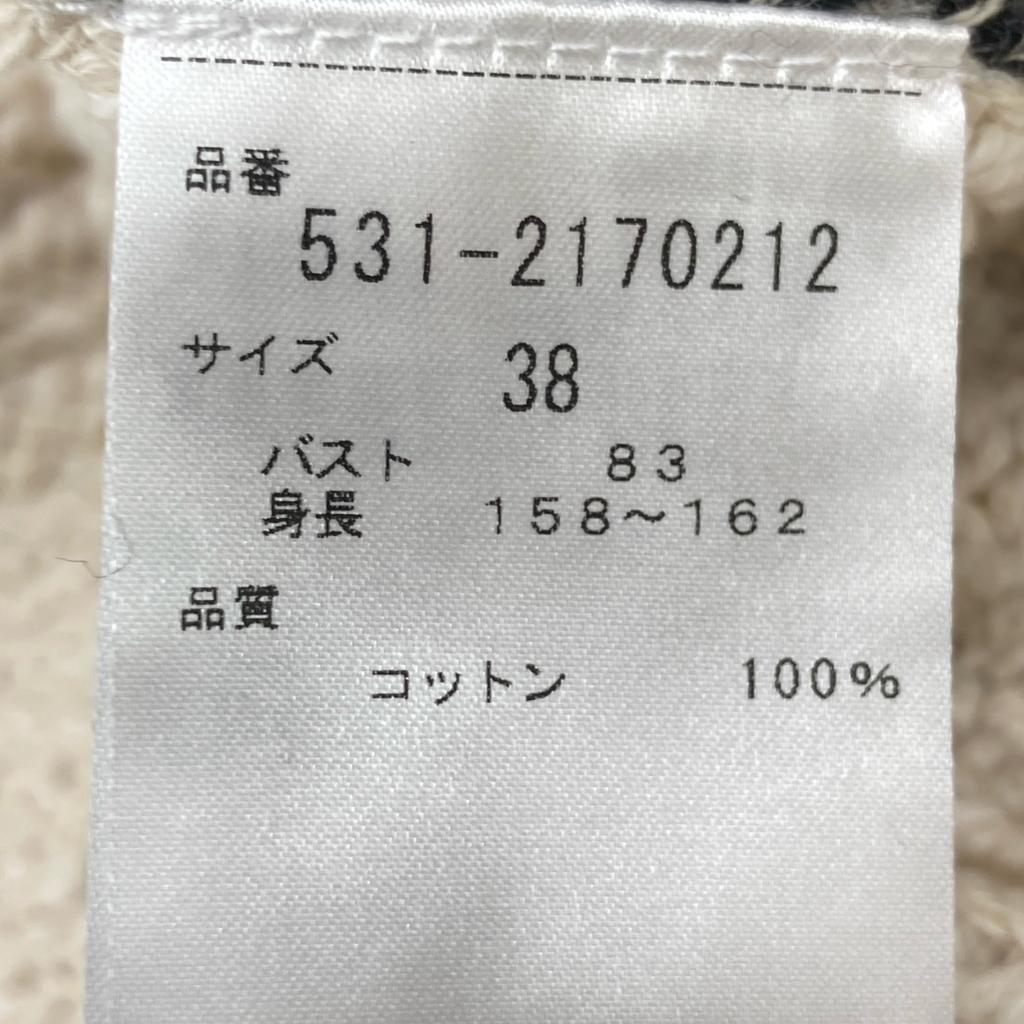 品番
531-2170212
サイズ 38
バスト 83
身長 158～162
品質
コットン 100%